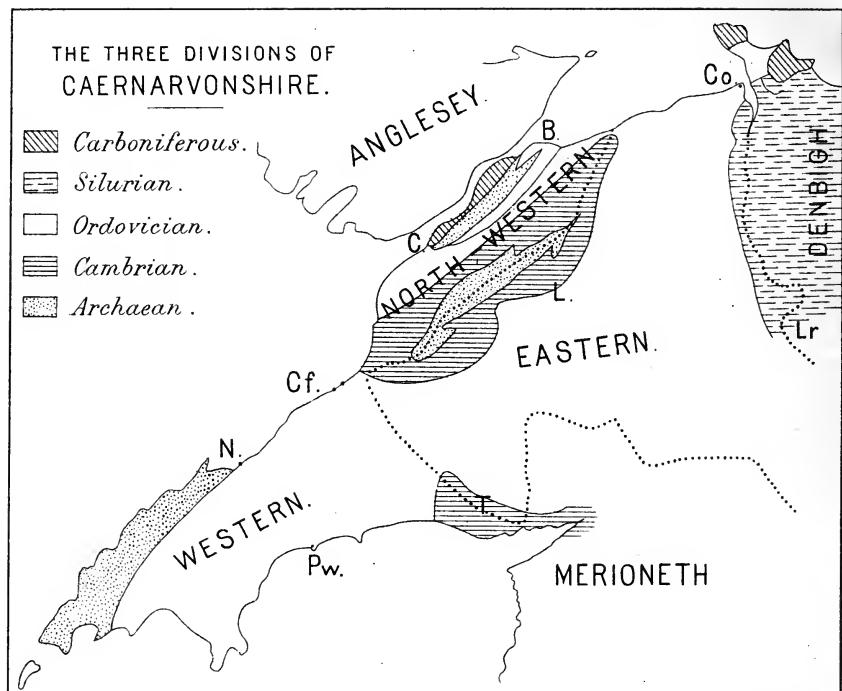 THE THREE DIVISIONS OF
CAERNARVONSHIRE.
Carboniferous.
Silurian.
Ordovician.
Cambrian.
Archaean.
ANGLESEY
Co.
B.
C.
NORTH-WESTERN.
DENBIGH
L.
Lr
EASTERN.
Cf.
N.
WESTERN.
T.
Pw.
MERIONETH